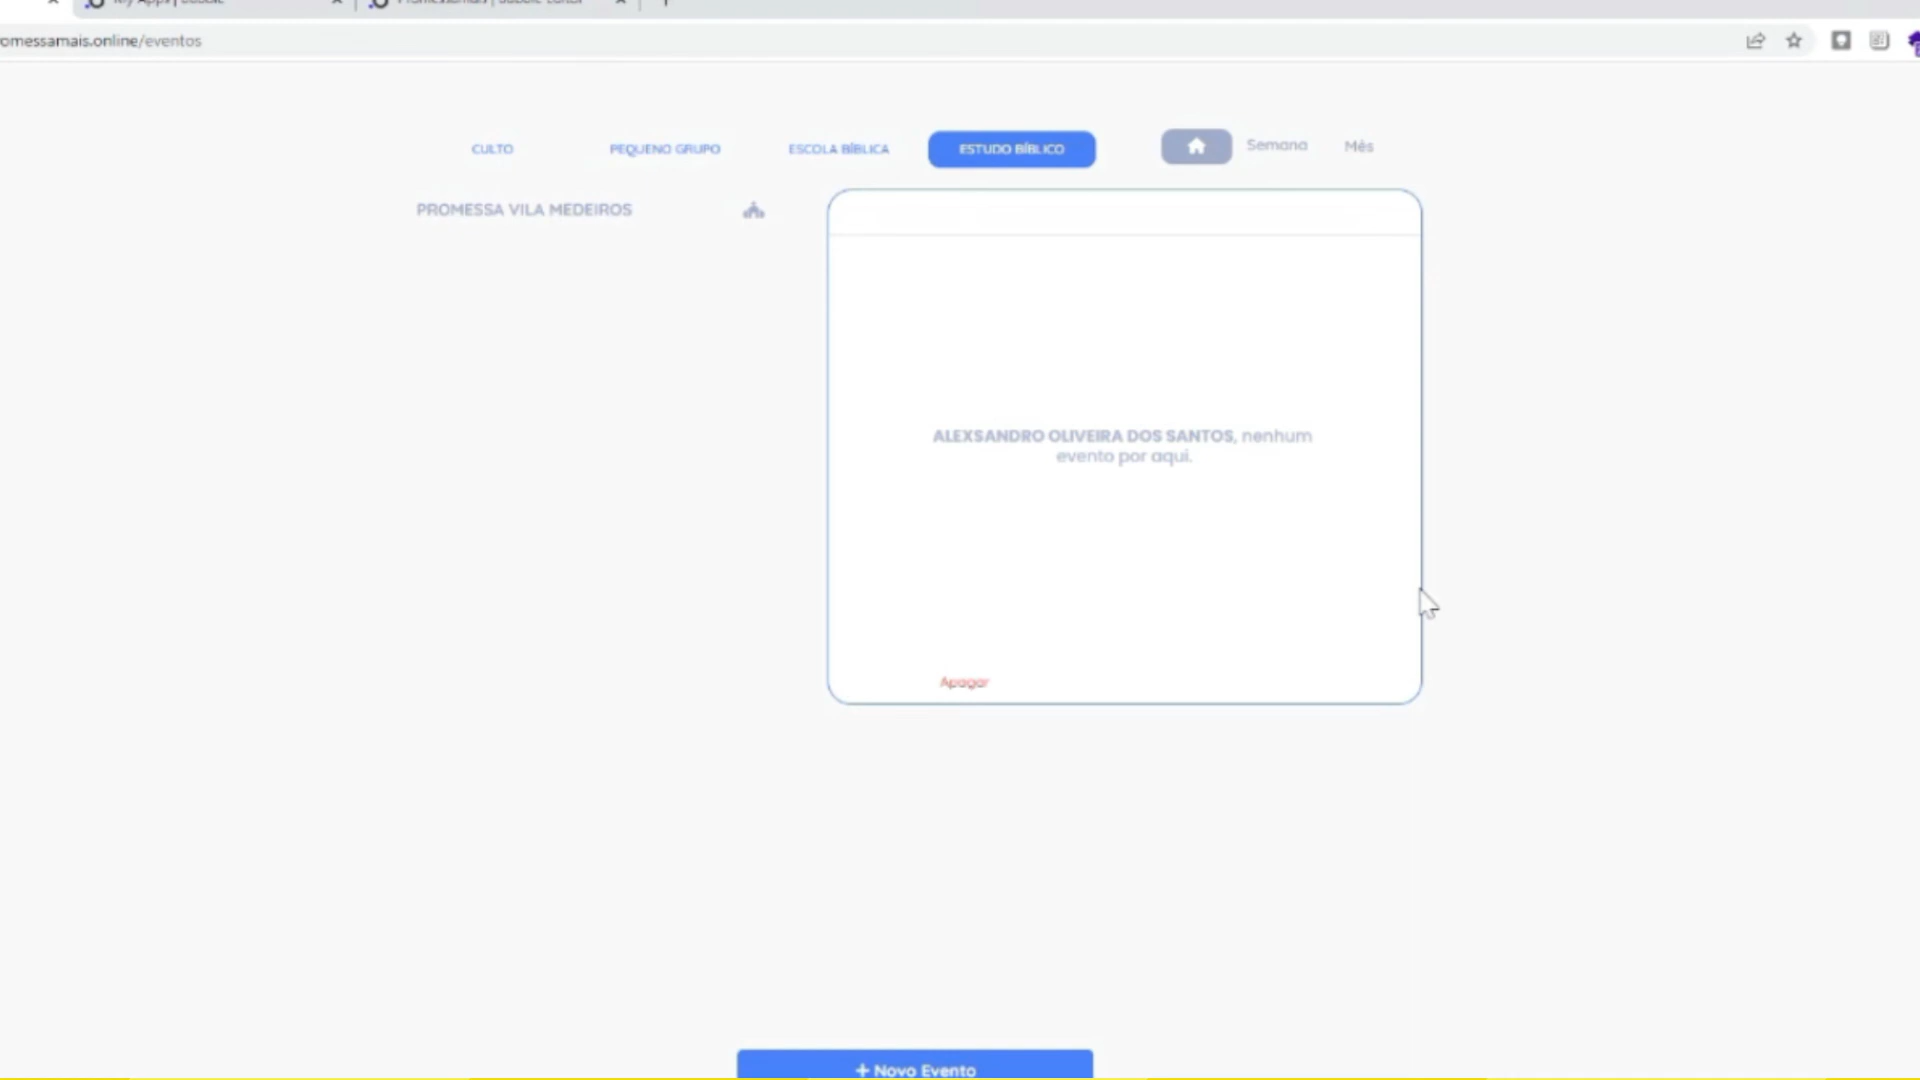 omessamais.online/eventos
CULTO
PEQUENO GRUPO
ESCOLA BÍBLICA
ESTUDO BÍBLICO
Semana
Mês
PROMESSA VILA MEDEIROS
ALEXSANDRO OLIVEIRA DOS SANTOS, nenhum
evento por aqui.
Apagar
+ Novo Evento